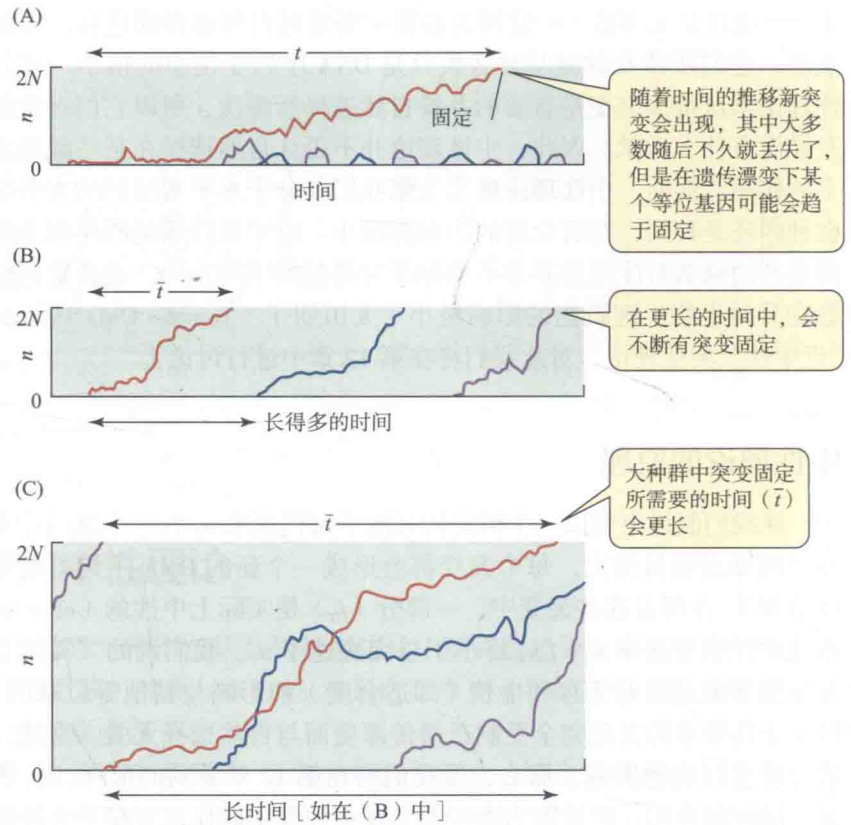 (A)
t
2N
n
0
固定
时间
随着时间的推移新突
变会出现，其中大多
数随后不久就丢失了，
但是在遗传漂变下某
个等位基因可能会趋
于固定
(B)
t̄
2N
n
0
长得多的时间
在更长的时间中，会
不断有突变固定
(C)
t̄
2N
n
0
长时间［如在（B）中］
大种群中突变固定
所需要的时间（t̄）
会更长